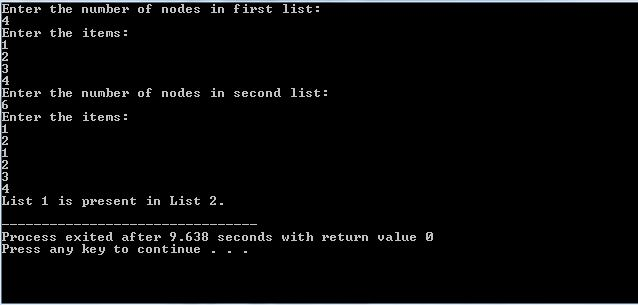 Enter the number of nodes in first list:
4
Enter the items:
1
2
3
4
Enter the number of nodes in second list:
6
Enter the items:
1
2
1
2
3
4
List 1 is present in List 2.
--------------------------------
Process exited after 9.638 seconds with return value 0
Press any key to continue . . .